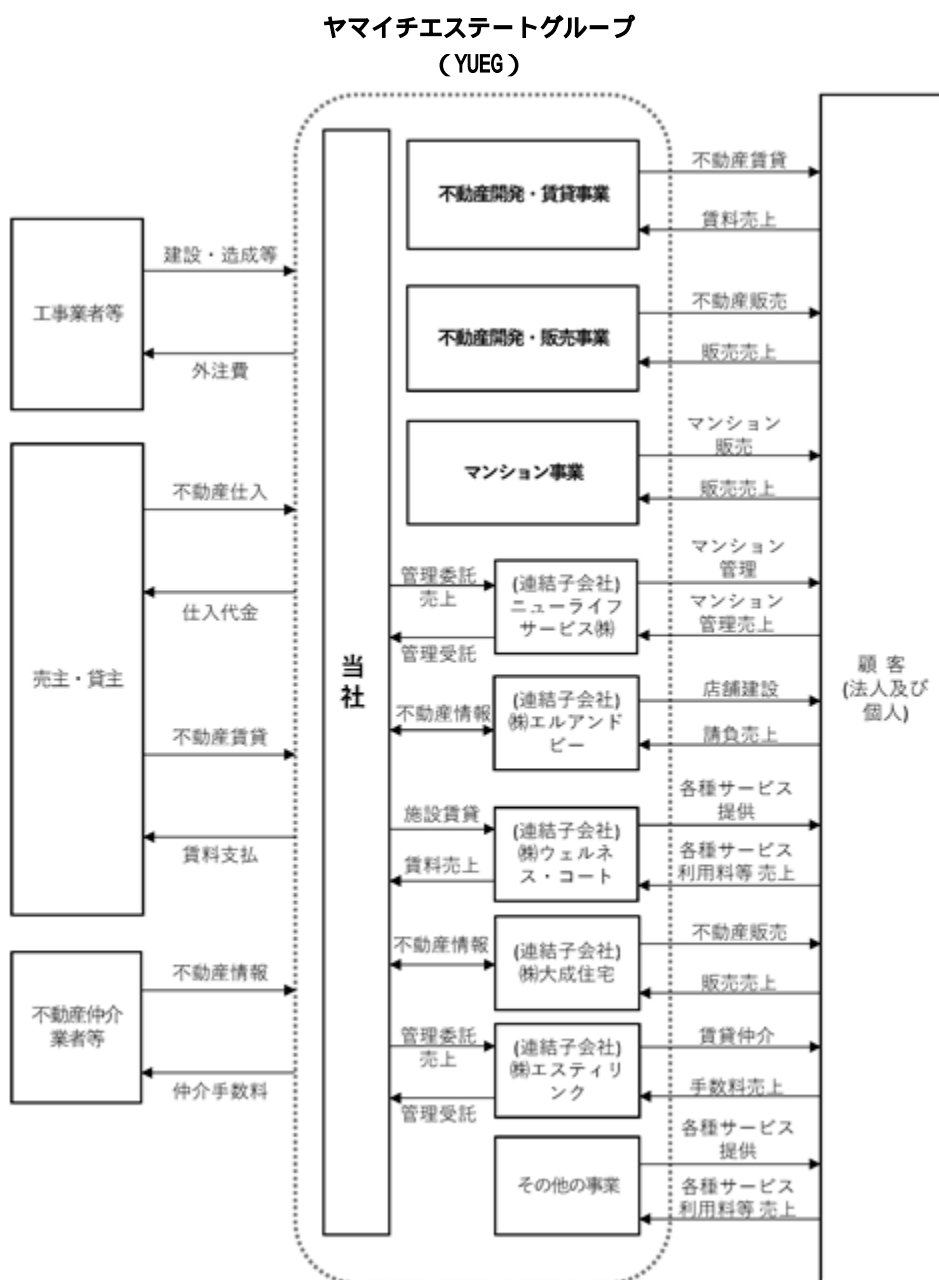 ヤマイチエステートグループ
(YUEG)
不動産開発・賃貸事業
不動産賃貸
賃料売上
工事業者等
建設・造成等
外注費
不動産開発・販売事業
不動産販売
販売売上
マンション事業
マンション
販売
販売売上
売主・貸主
不動産仕入
仕入代金
不動産賃貸
賃料支払
当
社
管理委託
売上
管理受託
(連結子会社)
ニューライフ
サービス㈱
マンション
管理
マンション
管理売上
顧 客
(法人及び
個人)
不動産情報
(連結子会社)
㈱エルアンド
ビー
店舗建設
請負売上
施設賃貸
賃料売上
(連結子会社)
㈱ウェルネ
ス・コート
各種サービス
提供
各種サービス
利用料等 売上
不動産仲介
業者等
不動産情報
仲介手数料
不動産情報
(連結子会社)
㈱大成住宅
不動産販売
販売売上
管理委託
売上
管理受託
(連結子会社)
㈱エスティリ
ンク
賃貸仲介
手数料売上
その他の事業
各種サービス
提供
各種サービス
利用料等 売上